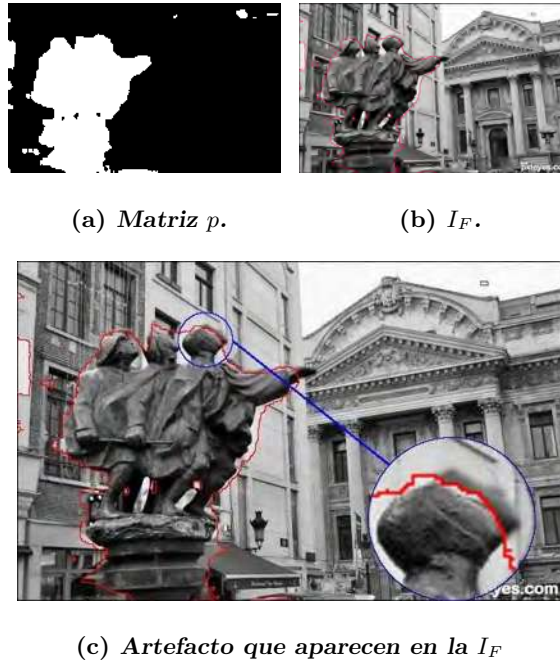 (a) Matriz p.
(b) I_F.
yes.com
(c) Artefacto que aparecen en la I_F